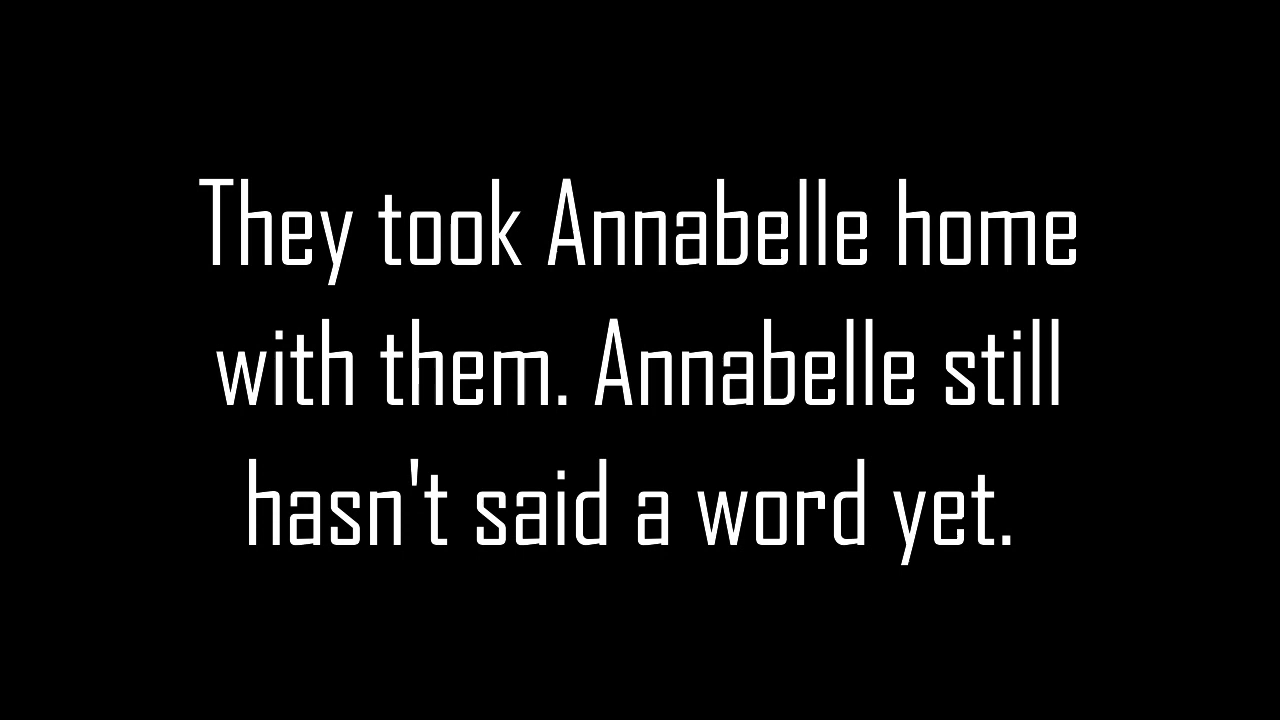 They took Annabelle home
with them. Annabelle still
hasn't said a word yet.